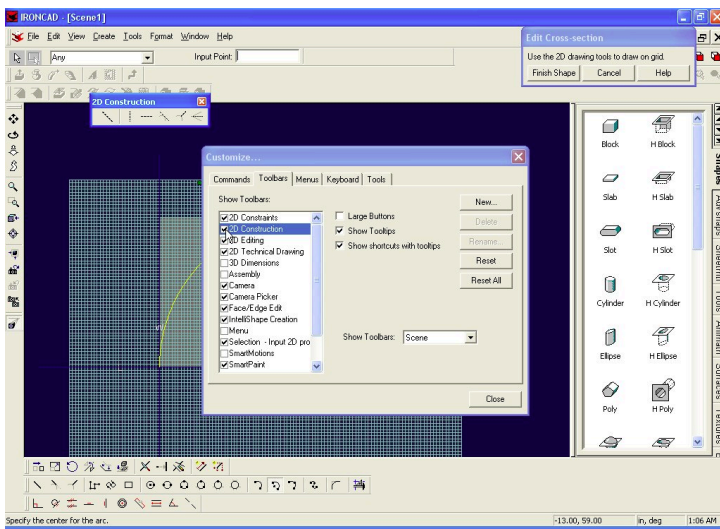 IRONCAD - [Scene1]
File Edit View Create Tools Format Window Help
Any
Input Point:
Edit Cross-section
Use the 2D drawing tools to draw on grid.
Finish Shape Cancel Help
2D Construction
Customize...
Commands Toolbars Menus Keyboard Tools
Show Toolbars:
2D Constraints
2D Construction
2D Editing
2D Technical Drawing
3D Dimensions
Assembly
Camera
Camera Picker
Face/Edge Edit
IntelliShape Creation
Menu
Selection - Input 2D pro
SmartMotions
SmartPaint
Large Buttons
Show Tooltips
Show shortcuts with tooltips
New...
Delete
Rename...
Reset
Reset All
Show Toolbars: Scene
Close
Block H Block
Slab H Slab
Slot H Slot
Cylinder H Cylinder
Ellipse H Ellipse
Poly H Poly
Shapes
Tools
Surfaces
Textures
Specify the center for the arc.
-13.00, 59.00
in, deg
1:06 AM